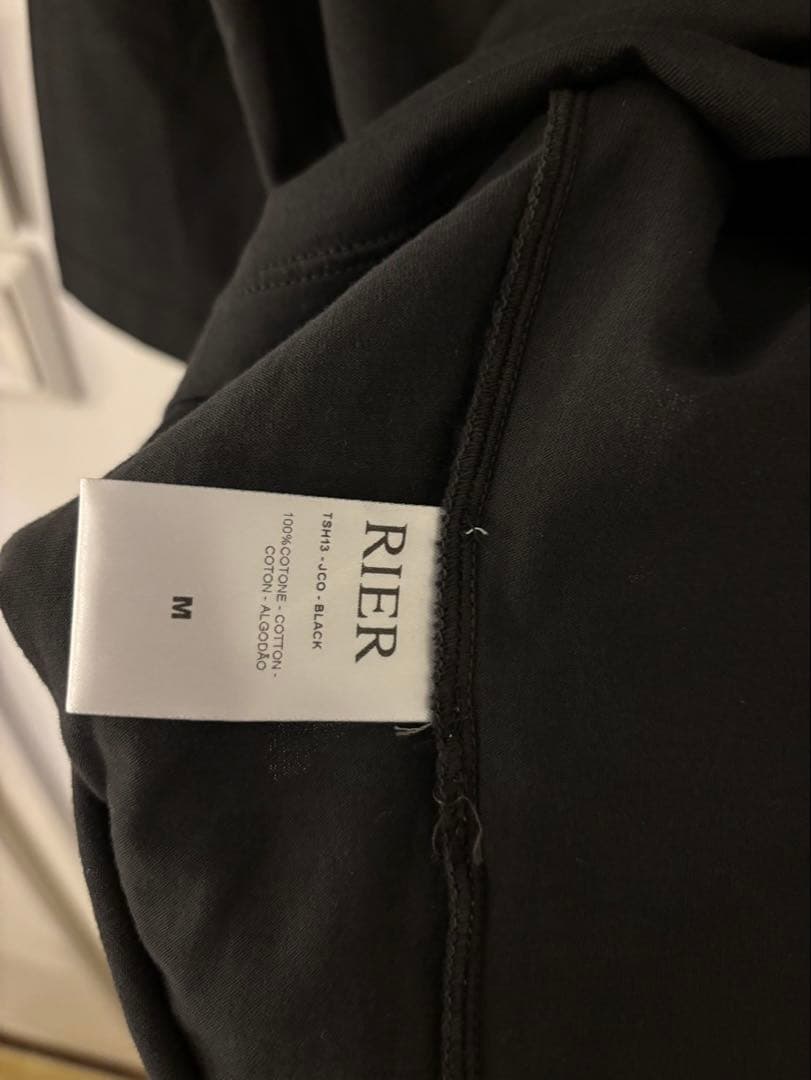 RIER
TSH13 - JCO - BLACK
100%COTONE - COTTON -
COTON - ALGODÃO
M